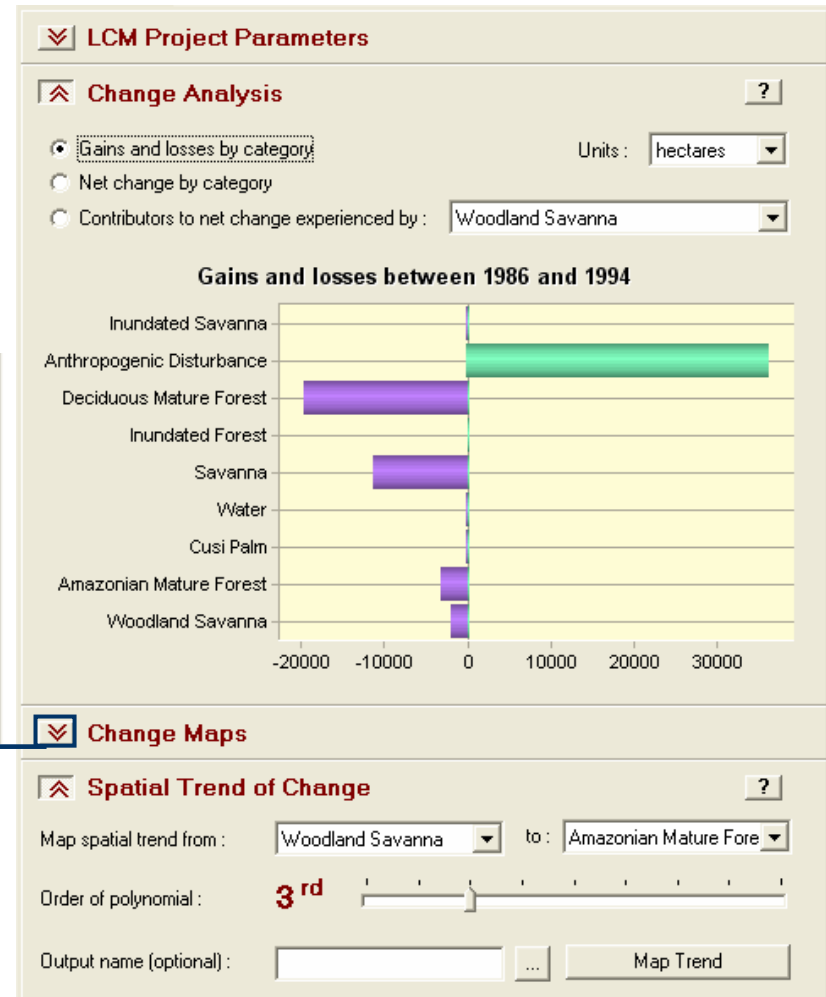 LCM Project Parameters
Change Analysis ?
Gains and losses by category Units : hectares
Net change by category
Contributors to net change experienced by : Woodland Savanna
Gains and losses between 1986 and 1994
Inundated Savanna
Anthropogenic Disturbance
Deciduous Mature Forest
Inundated Forest
Savanna
Water
Cusi Palm
Amazonian Mature Forest
Woodland Savanna
-20000 -10000 0 10000 20000 30000
Change Maps
Spatial Trend of Change ?
Map spatial trend from : Woodland Savanna to : Amazonian Mature Fore
Order of polynomial : 3 rd
Output name (optional) : ... Map Trend